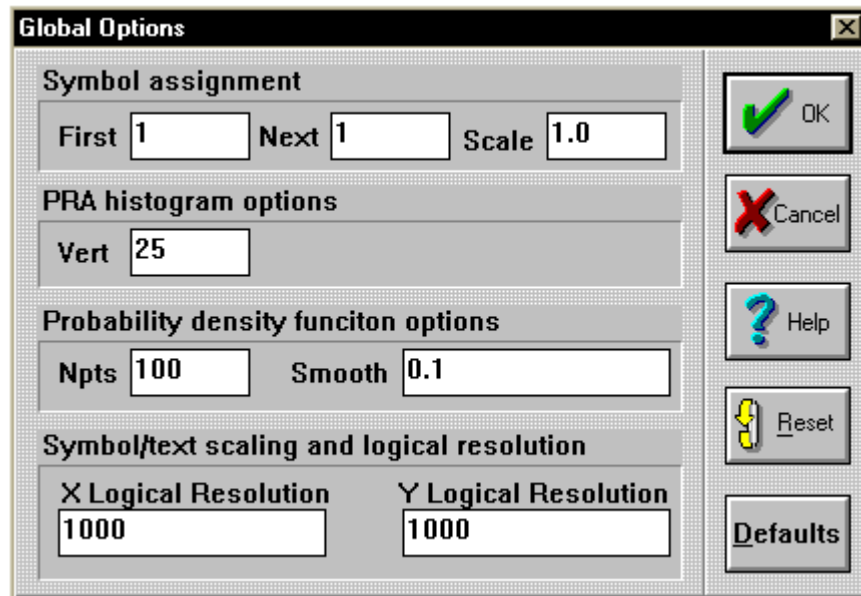 Global Options
Symbol assignment
First 1 Next 1 Scale 1.0
PRA histogram options
Vert 25
Probability density funciton options
Npts 100 Smooth 0.1
Symbol/text scaling and logical resolution
X Logical Resolution Y Logical Resolution
1000 1000
OK
Cancel
Help
Reset
Defaults